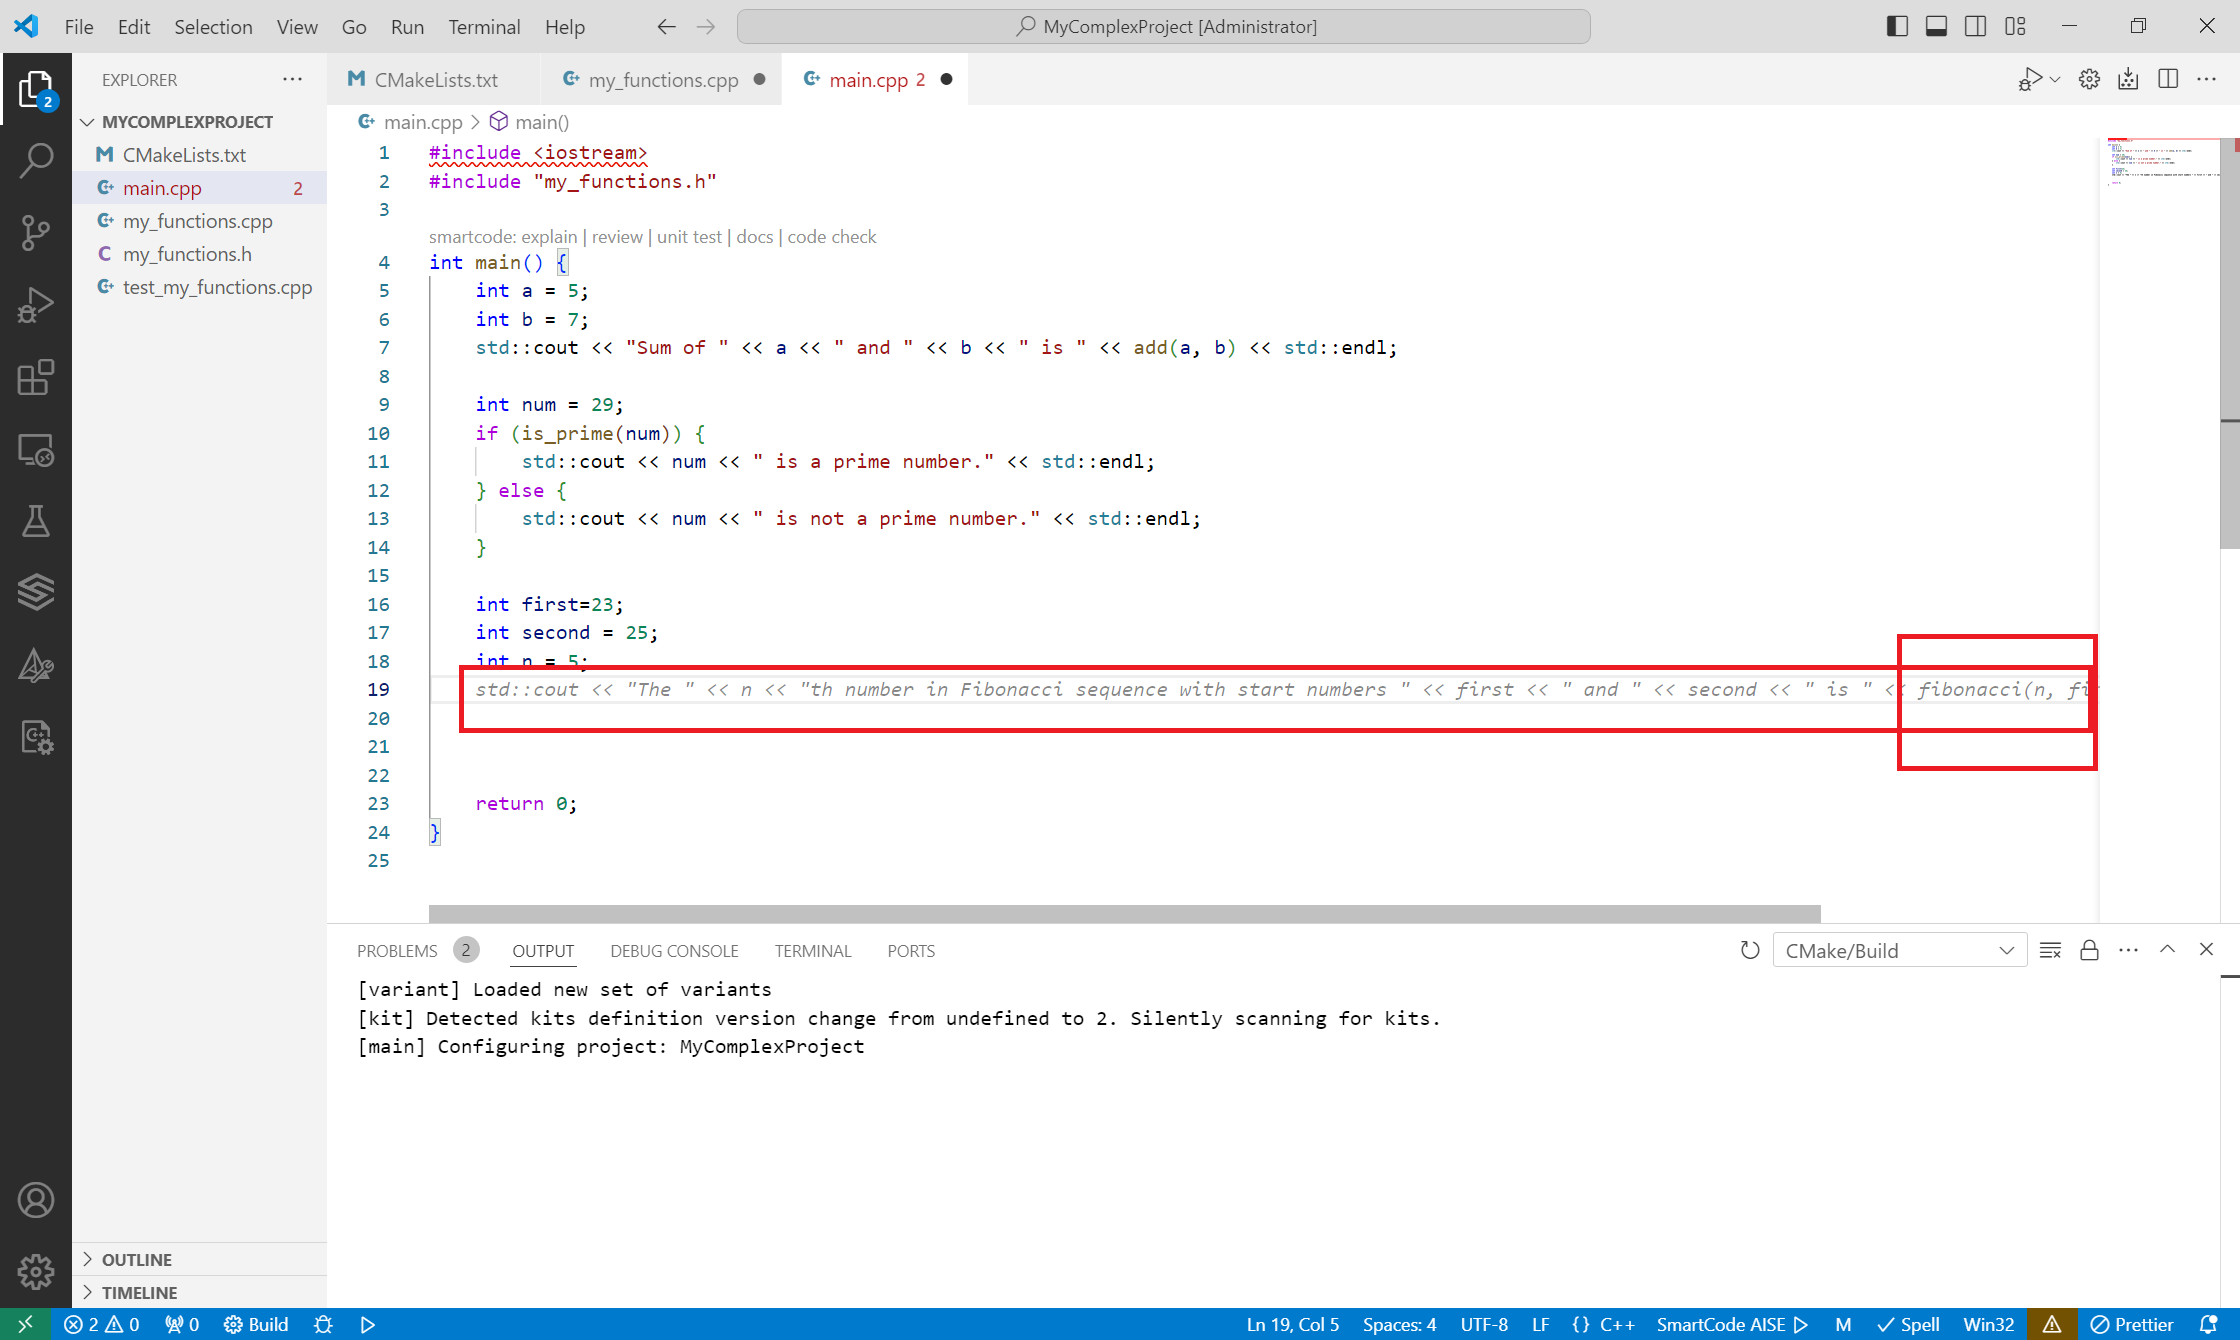 File Edit Selection View Go Run Terminal Help MyComplexProject [Administrator]
EXPLORER
2
MYCOMPLEXPROJECT
CMakeLists.txt
main.cpp 2
my_functions.cpp
my_functions.h
test_my_functions.cpp
OUTLINE
TIMELINE
CMakeLists.txt my_functions.cpp main.cpp 2
main.cpp > main()
1 #include <iostream>
2 #include "my_functions.h"
3
smartcode: explain | review | unit test | docs | code check
4 int main() {
5 int a = 5;
6 int b = 7;
7 std::cout << "Sum of " << a << " and " << b << " is " << add(a, b) << std::endl;
8
9 int num = 29;
10 if (is_prime(num)) {
11 std::cout << num << " is a prime number." << std::endl;
12 } else {
13 std::cout << num << " is not a prime number." << std::endl;
14 }
15
16 int first=23;
17 int second = 25;
18 int n = 5;
19 std::cout << "The " << n << "th number in Fibonacci sequence with start numbers " << first << " and " << second << " is " << fibonacci(n, fi
20
21
22
23 return 0;
24 }
25
PROBLEMS 2 OUTPUT DEBUG CONSOLE TERMINAL PORTS CMake/Build
[variant] Loaded new set of variants
[kit] Detected kits definition version change from undefined to 2. Silently scanning for kits.
[main] Configuring project: MyComplexProject
2 0 0 Build Ln 19, Col 5 Spaces: 4 UTF-8 LF {} C++ SmartCode AISE M Spell Win32 Prettier